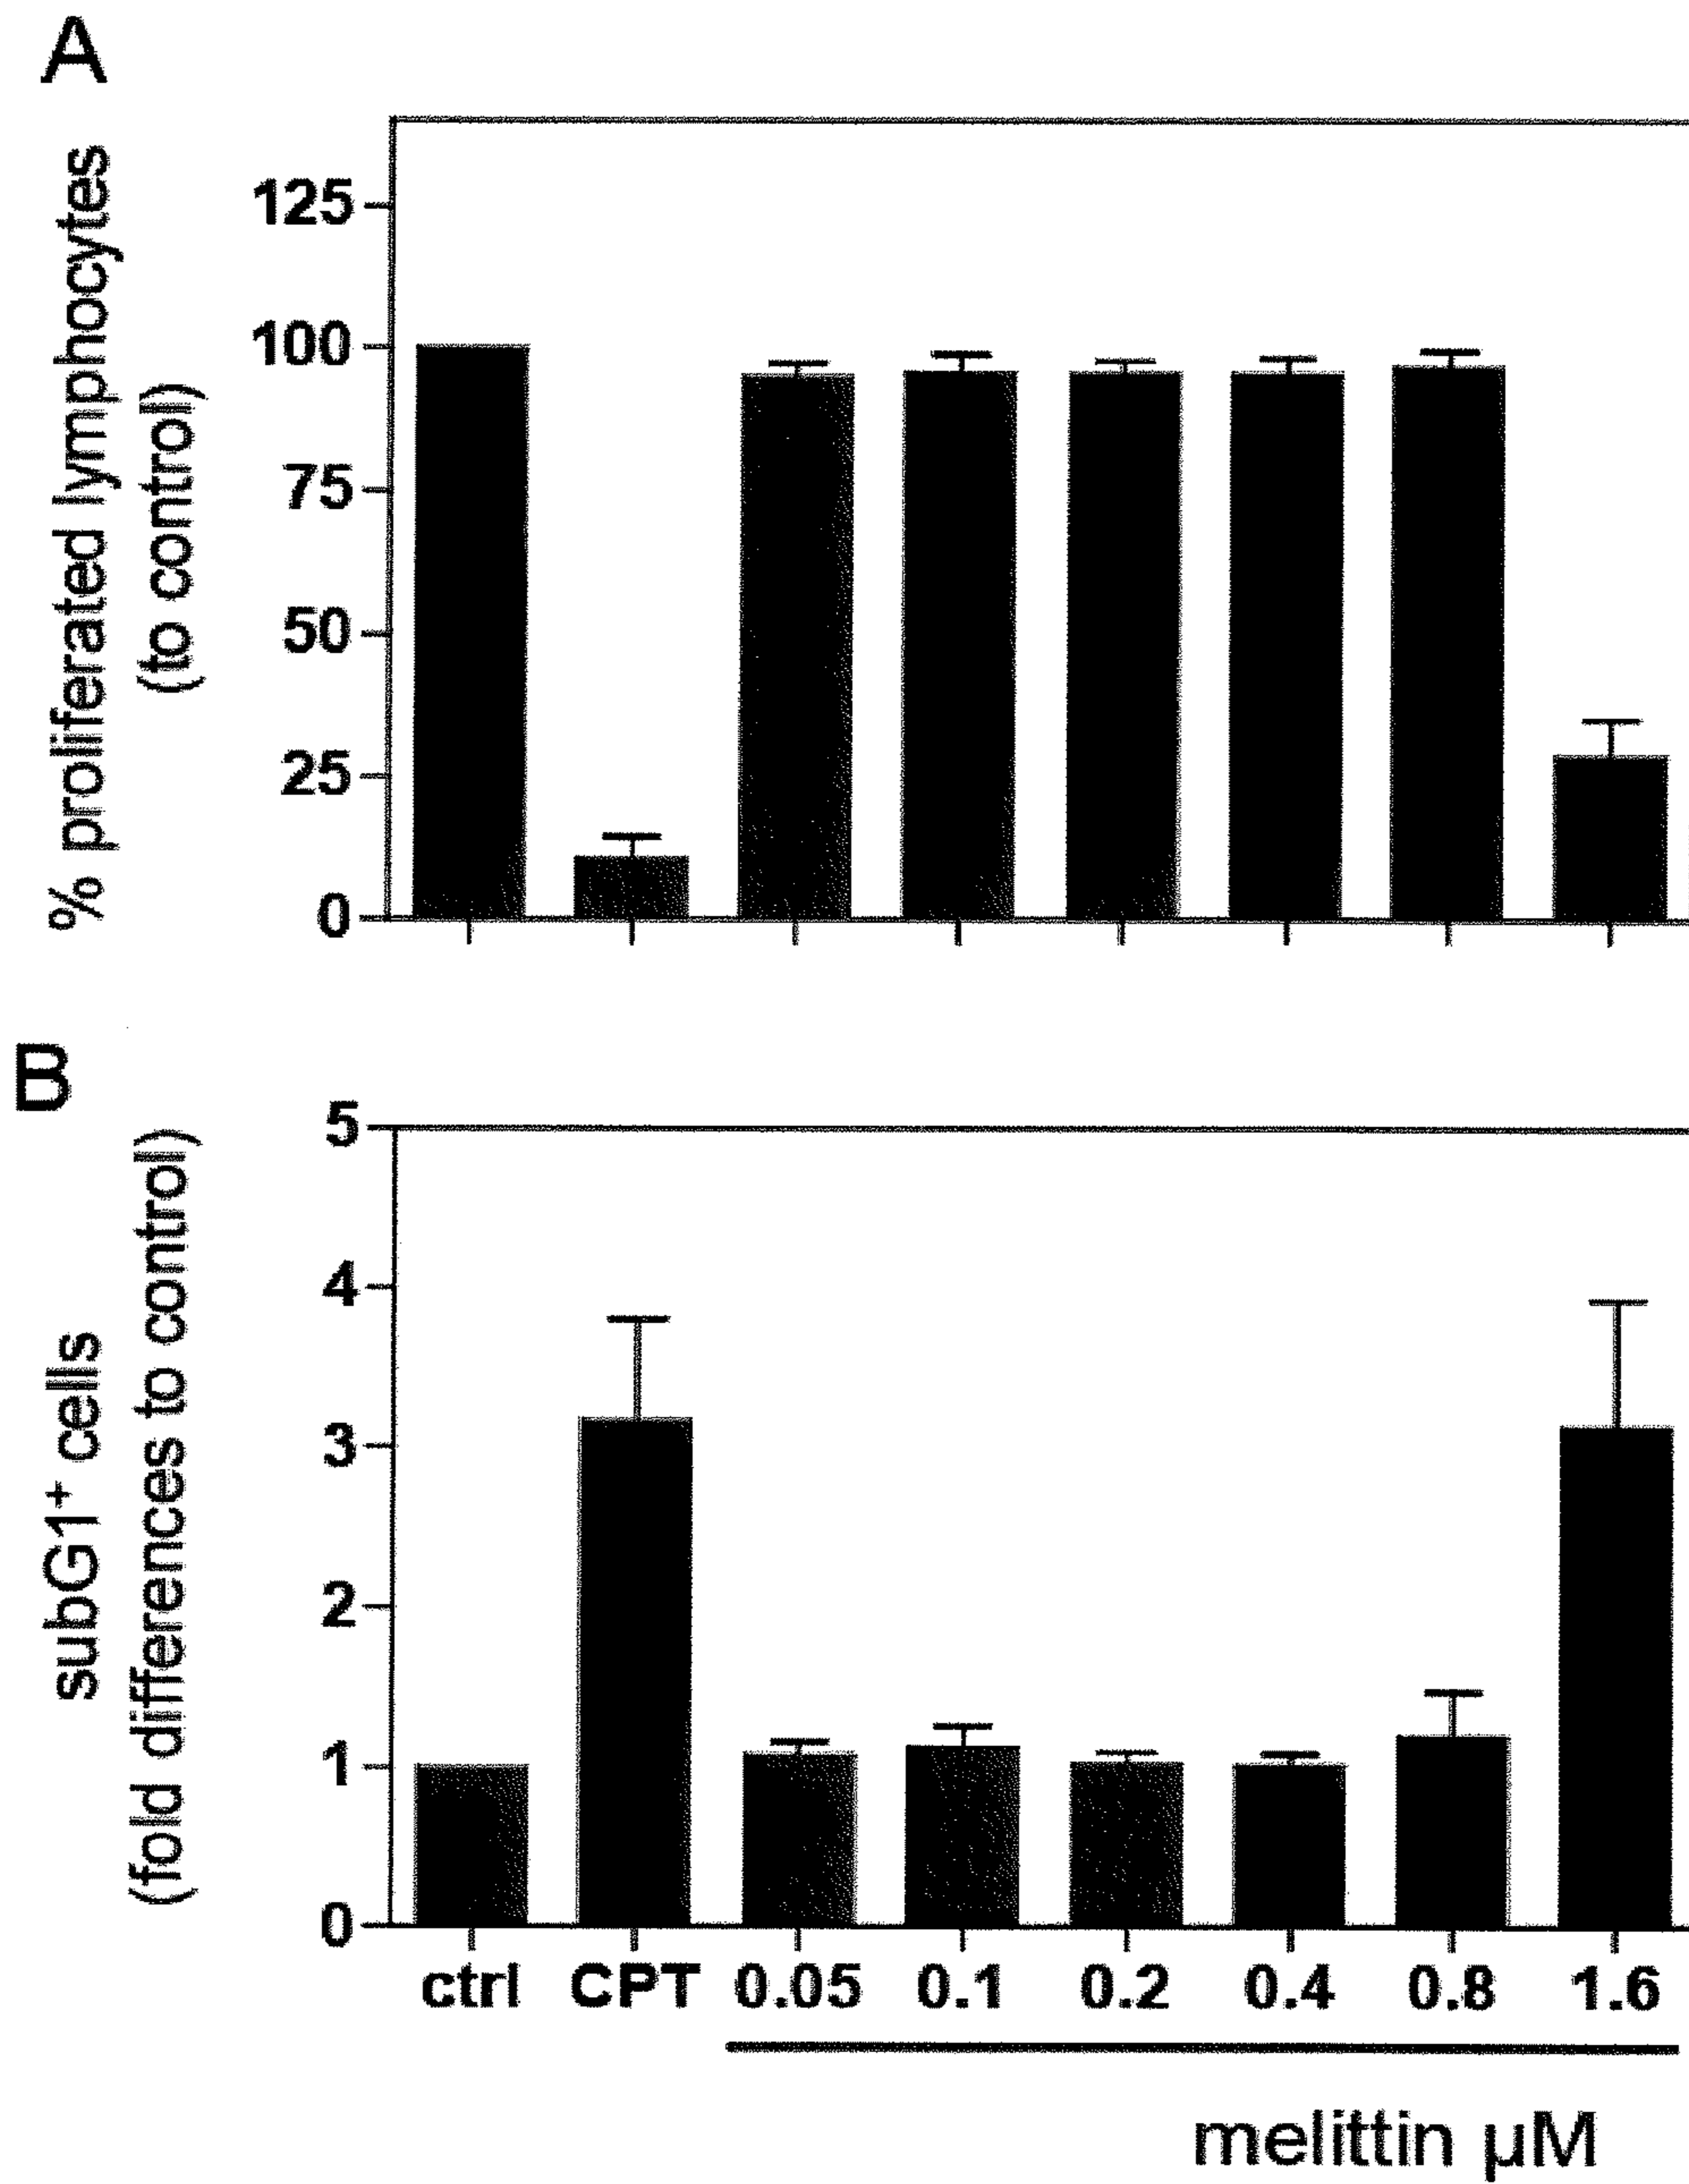 A
% proliferated lymphocytes
(to control)
125
100
75
50
25
0
B
subG1⁺ cells
(fold differences to control)
5
4
3
2
1
0
ctrl CPT 0.05 0.1 0.2 0.4 0.8 1.6
melittin µM